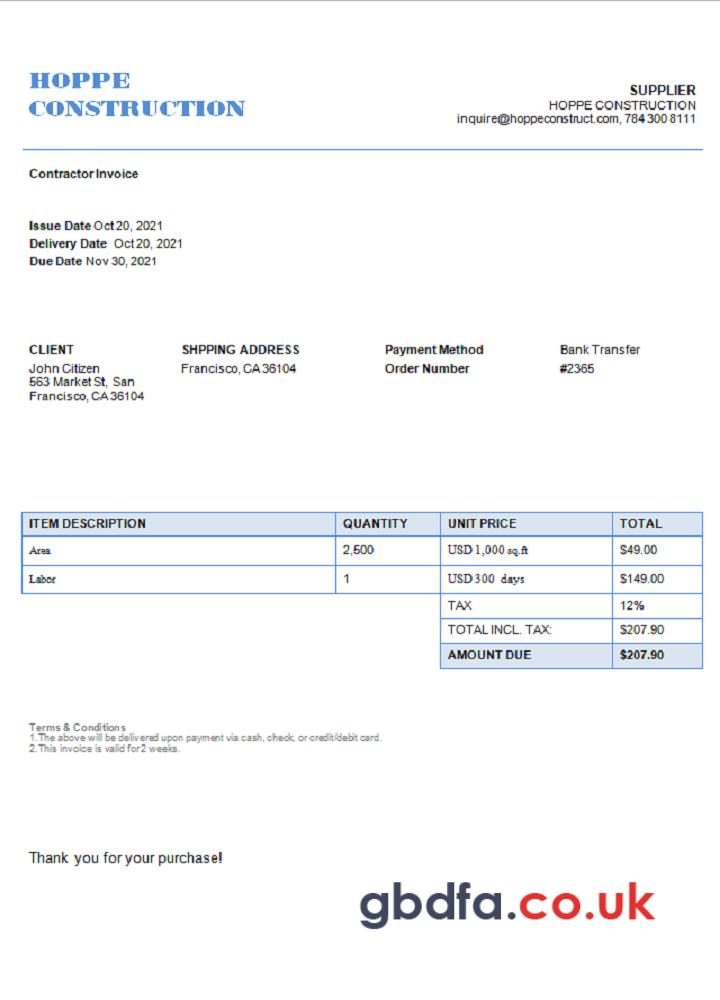 HOPPE
CONSTRUCTION
SUPPLIER
HOPPE CONSTRUCTION
inquire@hoppeconstruct.com, 784 300 8111
Contractor Invoice
Issue Date Oct 20, 2021
Delivery Date Oct 20, 2021
Due Date Nov 30, 2021
CLIENT
John Citizen
563 Market St, San
Francisco, CA 36104
SHPPING ADDRESS
Francisco, CA 36104
Payment Method Bank Transfer
Order Number #2365
ITEM DESCRIPTION QUANTITY UNIT PRICE TOTAL
Area 2,500 USD 1,000 sq.ft $49.00
Labor 1 USD 300 days $149.00
TAX 12%
TOTAL INCL. TAX: $207.90
AMOUNT DUE $207.90
Terms & Conditions
1. The above will be delivered upon payment via cash, check, or credit/debit card.
2. This invoice is valid for 2 weeks.
Thank you for your purchase!
gbdfa.co.uk